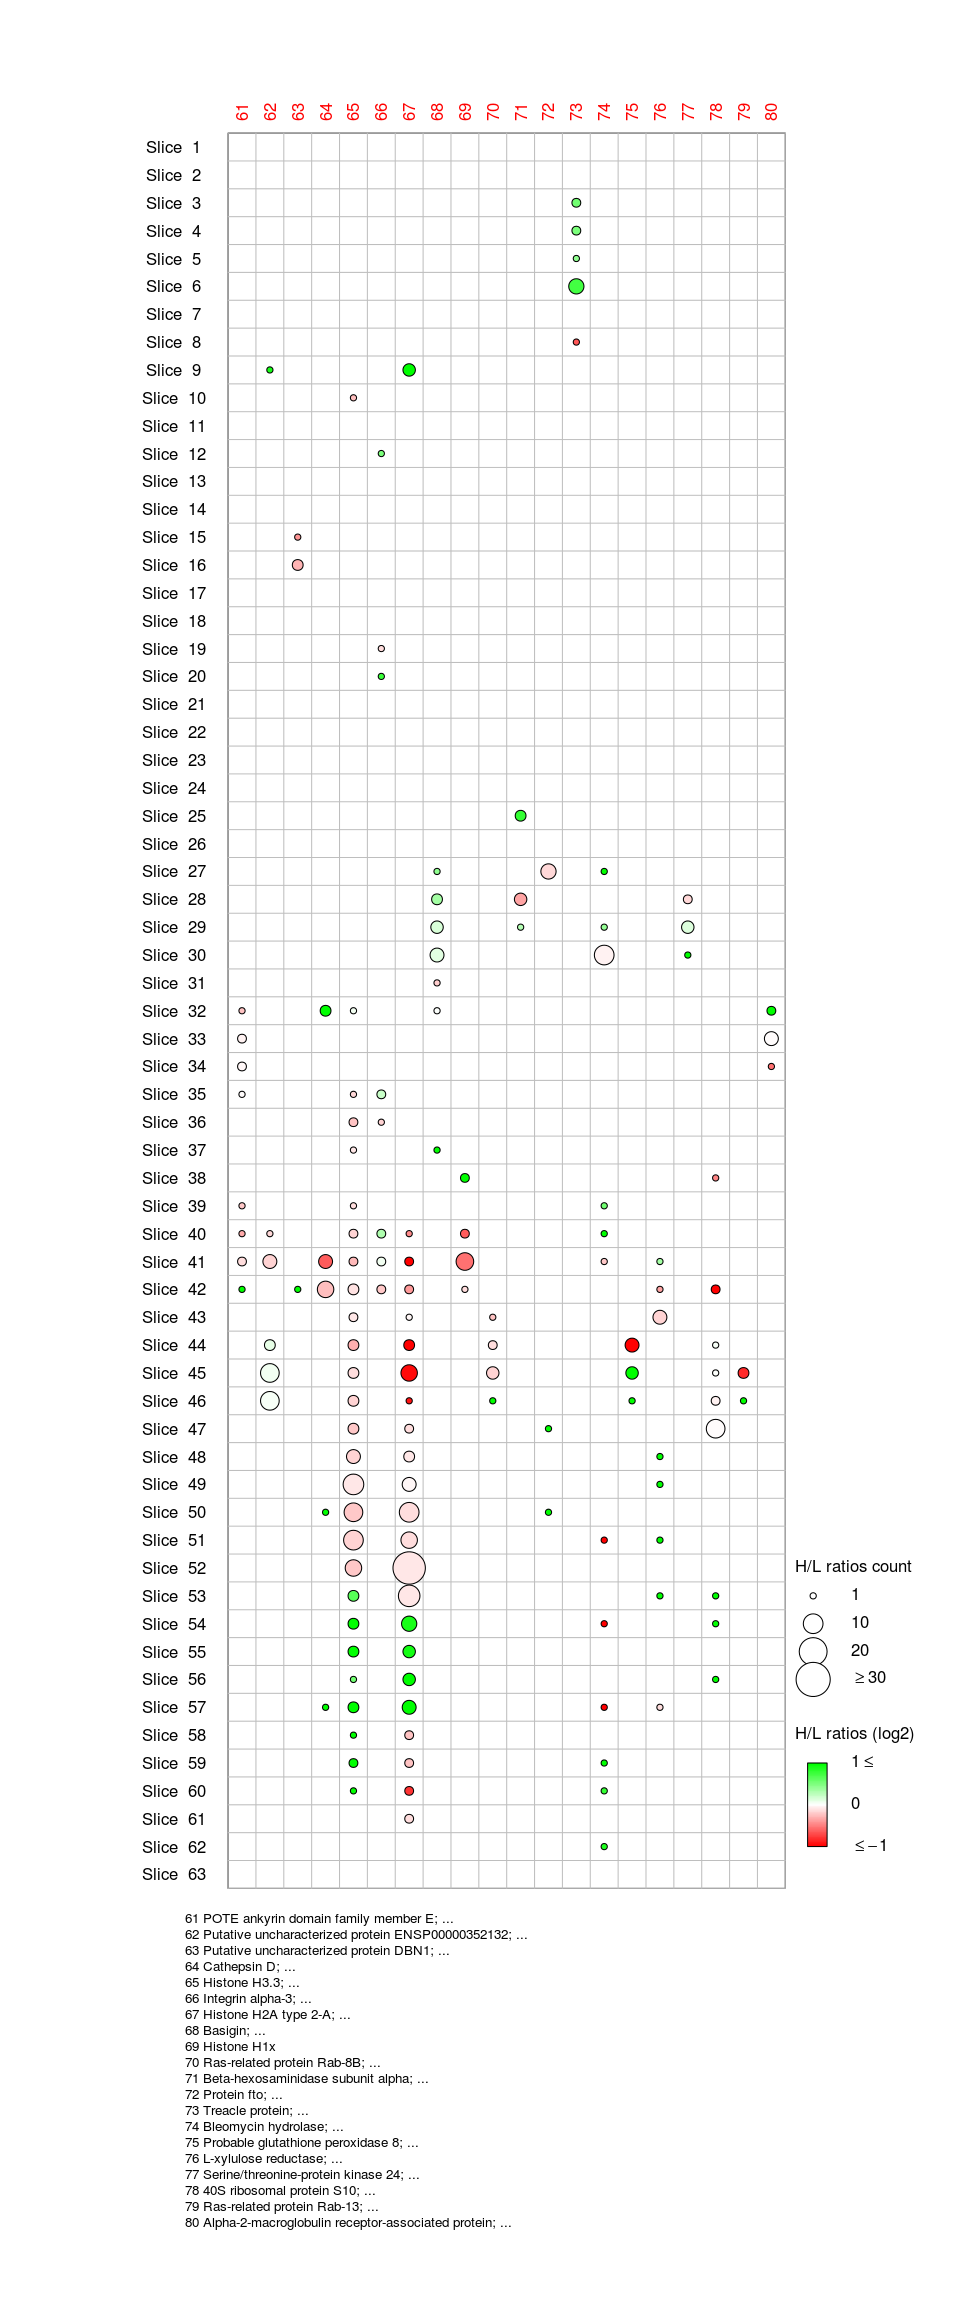 61 62 63 64 65 66 67 68 69 70 71 72 73 74 75 76 77 78 79 80
Slice 1
Slice 2
Slice 3
Slice 4
Slice 5
Slice 6
Slice 7
Slice 8
Slice 9
Slice 10
Slice 11
Slice 12
Slice 13
Slice 14
Slice 15
Slice 16
Slice 17
Slice 18
Slice 19
Slice 20
Slice 21
Slice 22
Slice 23
Slice 24
Slice 25
Slice 26
Slice 27
Slice 28
Slice 29
Slice 30
Slice 31
Slice 32
Slice 33
Slice 34
Slice 35
Slice 36
Slice 37
Slice 38
Slice 39
Slice 40
Slice 41
Slice 42
Slice 43
Slice 44
Slice 45
Slice 46
Slice 47
Slice 48
Slice 49
Slice 50
Slice 51
Slice 52
Slice 53
Slice 54
Slice 55
Slice 56
Slice 57
Slice 58
Slice 59
Slice 60
Slice 61
Slice 62
Slice 63
H/L ratios count
1
10
20
≥30
H/L ratios (log2)
1 ≤
0
≤−1
61 POTE ankyrin domain family member E; ...
62 Putative uncharacterized protein ENSP00000352132; ...
63 Putative uncharacterized protein DBN1; ...
64 Cathepsin D; ...
65 Histone H3.3; ...
66 Integrin alpha-3; ...
67 Histone H2A type 2-A; ...
68 Basigin; ...
69 Histone H1x
70 Ras-related protein Rab-8B; ...
71 Beta-hexosaminidase subunit alpha; ...
72 Protein fto; ...
73 Treacle protein; ...
74 Bleomycin hydrolase; ...
75 Probable glutathione peroxidase 8; ...
76 L-xylulose reductase; ...
77 Serine/threonine-protein kinase 24; ...
78 40S ribosomal protein S10; ...
79 Ras-related protein Rab-13; ...
80 Alpha-2-macroglobulin receptor-associated protein; ...